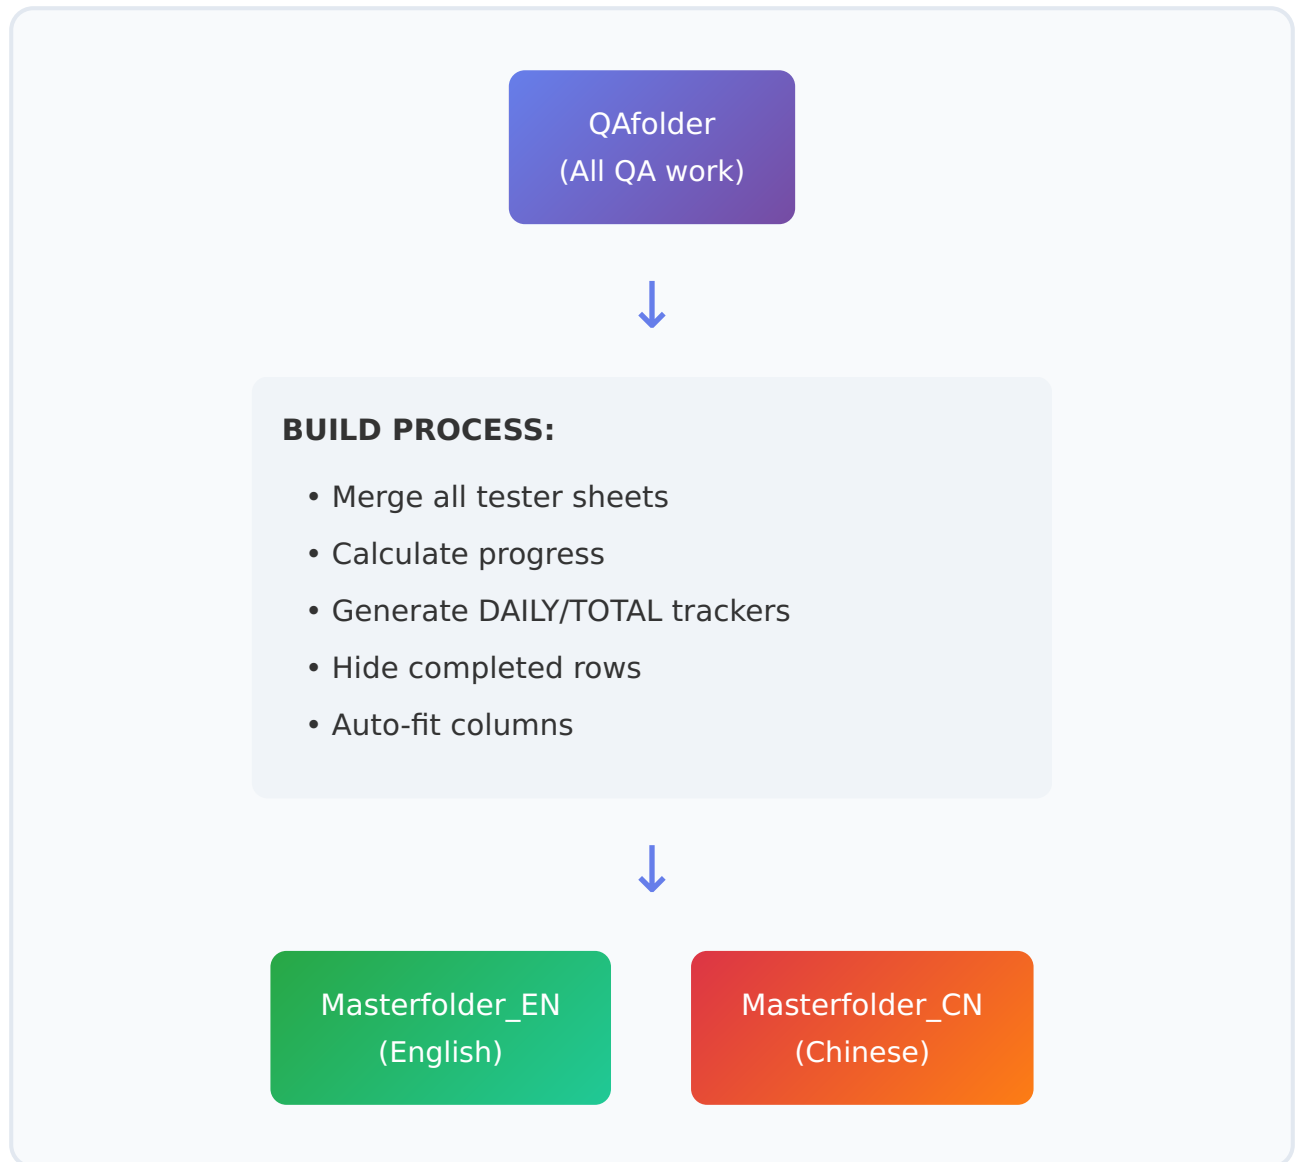 QAfolder
(All QA work)
↓
BUILD PROCESS:
• Merge all tester sheets
• Calculate progress
• Generate DAILY/TOTAL trackers
• Hide completed rows
• Auto-fit columns
↓
Masterfolder_EN
(English)
Masterfolder_CN
(Chinese)